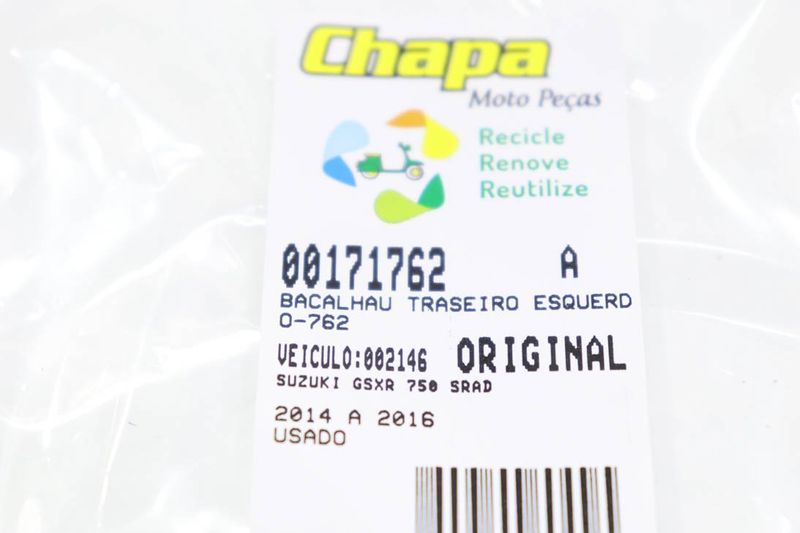 Chapa
Moto Peças
Recicle
Renove
Reutilize
00171762 A
BACALHAU TRASEIRO ESQUERD
O-762
VEICULO:002146 ORIGINAL
SUZUKI GSXR 750 SRAD
2014 A 2016
USADO